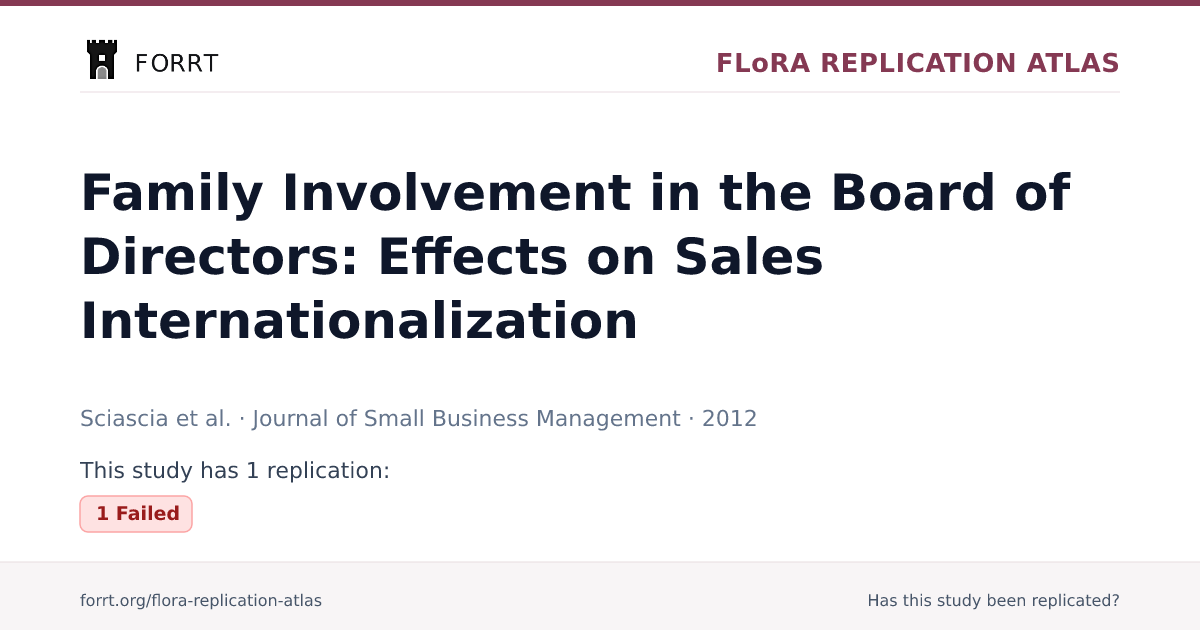 FORRT
FLoRA REPLICATION ATLAS
Family Involvement in the Board of
Directors: Effects on Sales
Internationalization
Sciascia et al. · Journal of Small Business Management · 2012
This study has 1 replication:
1 Failed
forrt.org/flora-replication-atlas
Has this study been replicated?